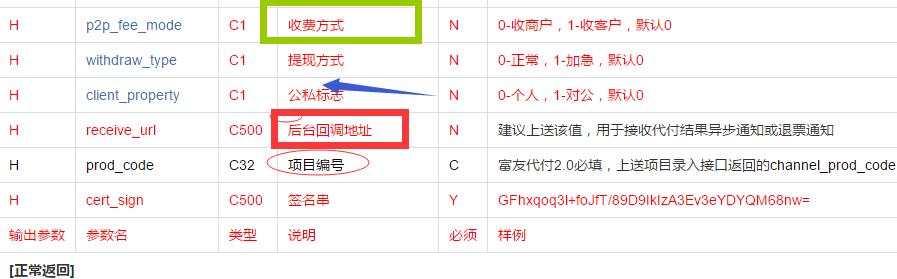 H p2p_fee_mode C1 收费方式 N 0-收商户，1-收客户，默认0
H withdraw_type C1 提现方式 N 0-正常，1-加急，默认0
H client_property C1 公私标志 N 0-个人，1-对公，默认0
H receive_url C500 后台回调地址 N 建议上送该值，用于接收代付结果异步通知或退票通知
H prod_code C32 项目编号 C 富友代付2.0必填，上送项目录入接口返回的channel_prod_code
H cert_sign C500 签名串 Y GFhxqoq3l+foJfT/89D9IkIzA3Ev3eYDYQM68nw=
输出参数 参数名 类型 说明 必须 样例
[正常返回]